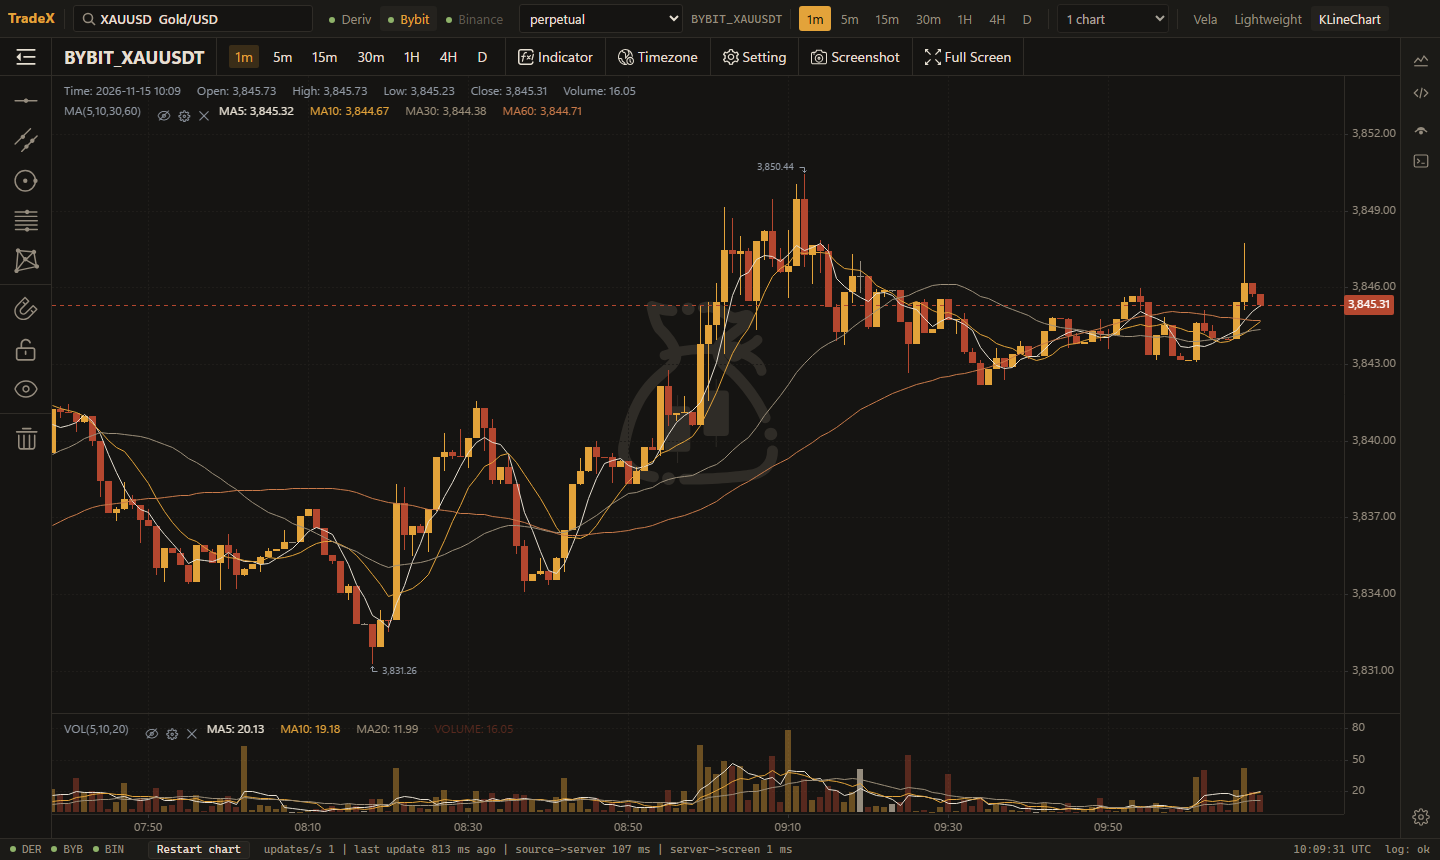 TradeX XAUUSD Gold/USD Deriv Bybit Binance perpetual BYBIT_XAUUSDT 1m 5m 15m 30m 1H 4H D 1 chart Vela Lightweight KLineChart
BYBIT_XAUUSDT 1m 5m 15m 30m 1H 4H D Indicator Timezone Setting Screenshot Full Screen
Time: 2026-11-15 10:09 Open: 3,845.73 High: 3,845.73 Low: 3,845.23 Close: 3,845.31 Volume: 16.05
MA(5,10,30,60) MA5: 3,845.32 MA10: 3,844.67 MA30: 3,844.38 MA60: 3,844.71
3,852.00
3,850.44
3,849.00
3,846.00
3,845.31
3,843.00
3,840.00
3,837.00
3,834.00
3,831.26
3,831.00
VOL(5,10,20) MA5: 20.13 MA10: 19.18 MA20: 11.99 VOLUME: 16.05
80
50
20
07:50 08:10 08:30 08:50 09:10 09:30 09:50
DER BYB BIN Restart chart updates/s 1 | last update 813 ms ago | source->server 107 ms | server->screen 1 ms 10:09:31 UTC log: ok